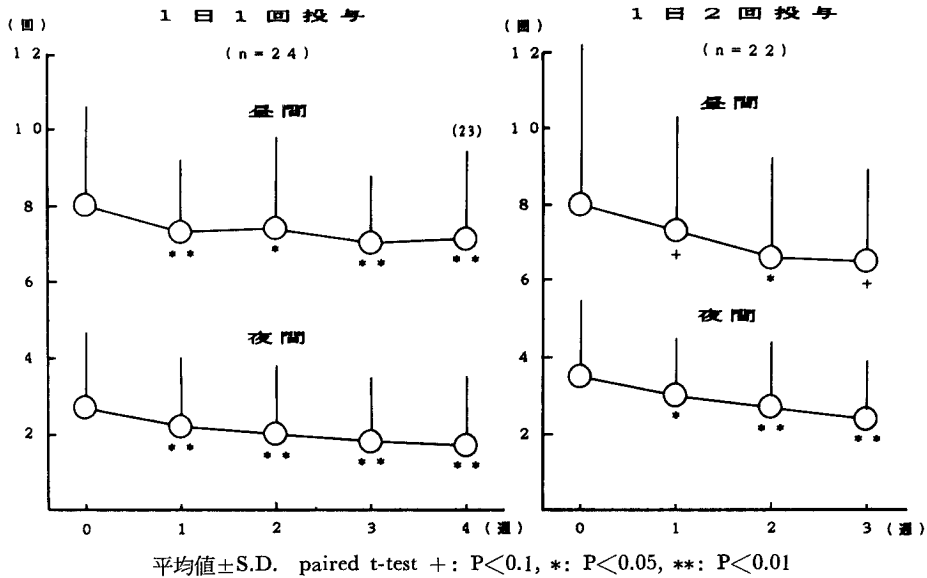 1日1回投与
(回)
(n=24)
12
10
8
6
4
2
昼間
(23)
** * ** **
夜間
** ** ** **
0 1 2 3 4 (週)
1日2回投与
(回)
(n=22)
12
10
8
6
4
2
昼間
+ * +
夜間
* ** **
0 1 2 3 (週)
平均値±S.D. paired t-test +: P<0.1, *: P<0.05, **: P<0.01